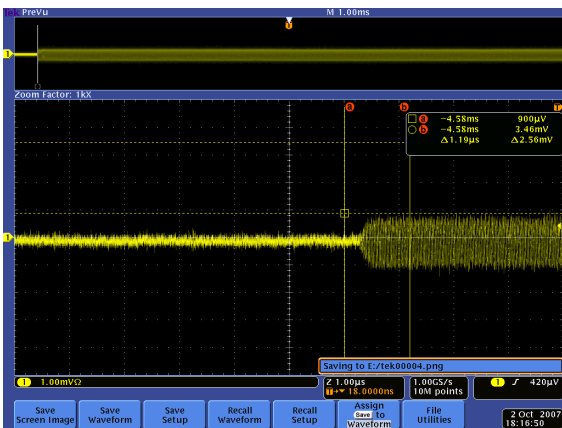 Tek PreVu M 1.00ms
T
1
Zoom Factor: 1kX
a b T
a −4.58ms 900µV
b −4.58ms 3.46mV
Δ1.19µs Δ2.56mV
1
Saving to E:/tek00004.png
1 1.00mVΩ
Z 1.00µs
T→▼ 18.0000ns
1.00GS/s
10M points
1 ʃ 420µV
Save Screen Image
Save Waveform
Save Setup
Recall Waveform
Recall Setup
Assign Save to Waveform
File Utilities
2 Oct 2007
18:16:50